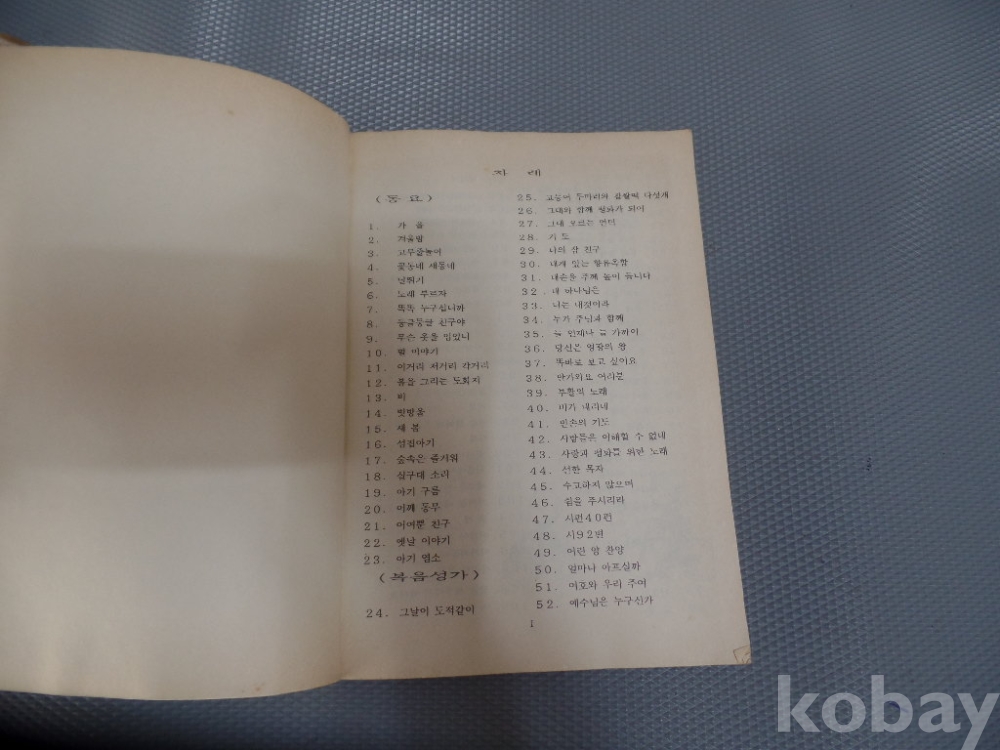 차 례
(동 요)
1. 가 을
2. 겨울밤
3. 고무줄놀이
4. 꽃동네 새동네
5. 널뛰기
6. 노래 부르자
7. 똑똑 누구십니까
8. 둥글둥글 친구야
9. 무슨 옷을 입었니
10. 별 이야기
11. 이거리 저거리 각거리
12. 봄을 그리는 도화지
13. 비
14. 빗방울
15. 새 봄
16. 섬집아기
17. 숲속은 즐거워
18. 싱구대 소리
19. 아기 구름
20. 어깨 동무
21. 어여쁜 친구
22. 옛날 이야기
23. 아기 염소
(복음성가)
24. 그날이 도적같이
25. 고등어 두마리와 보리떡 다섯개
26. 그대와 함께 평화가 되어
27. 그대 오르는 언덕
28. 기 도
29. 나의 참 친구
30. 내게 있는 향유옥합
31. 내손을 주께 높이 듭니다
32. 내 하나님은
33. 너는 내것이라
34. 누가 주님과 함께
35. 늘 언제나 늘 가까이
36. 당신은 영광의 왕
37. 똑바로 보고 싶어요
38. 반가와요 여러분
39. 부활의 노래
40. 비가 내리네
41. 빈손의 기도
42. 사람들은 이해할 수 없네
43. 사랑과 평화를 위한 노래
44. 선한 목자
45. 수고하지 않으며
46. 쉼을 주시리라
47. 시편40편
48. 시92편
49. 어린 양 찬양
50. 얼마나 아프실까
51. 여호와 우리 주여
52. 예수님은 누구신가
1
kobay